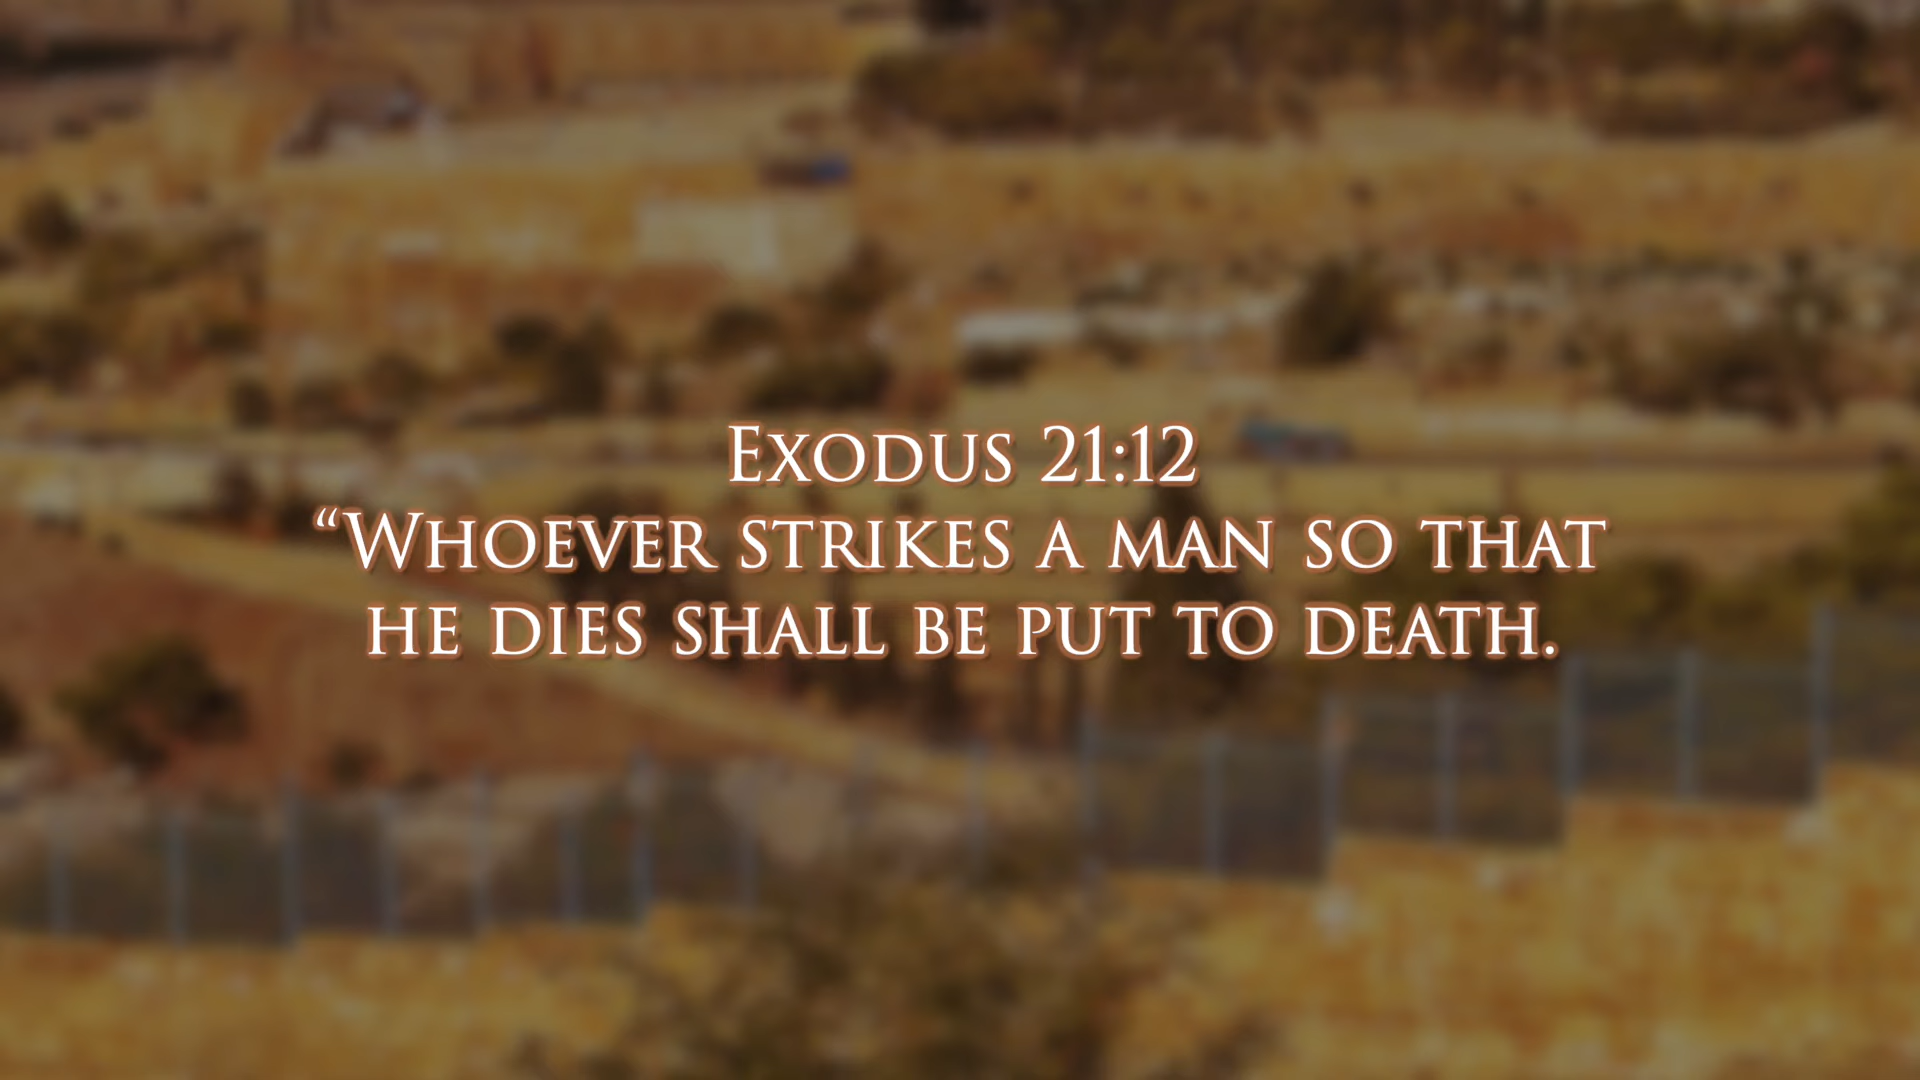 Exodus 21:12
“Whoever strikes a man so that
he dies shall be put to death.